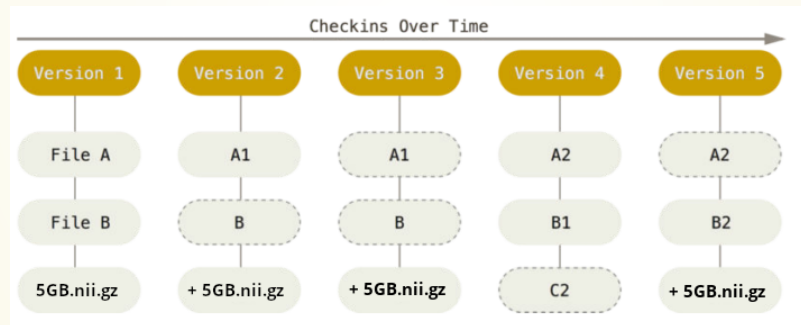 Checkins Over Time
Version 1 Version 2 Version 3 Version 4 Version 5
File A A1 A1 A2 A2
File B B B B1 B2
5GB.nii.gz + 5GB.nii.gz + 5GB.nii.gz C2 + 5GB.nii.gz